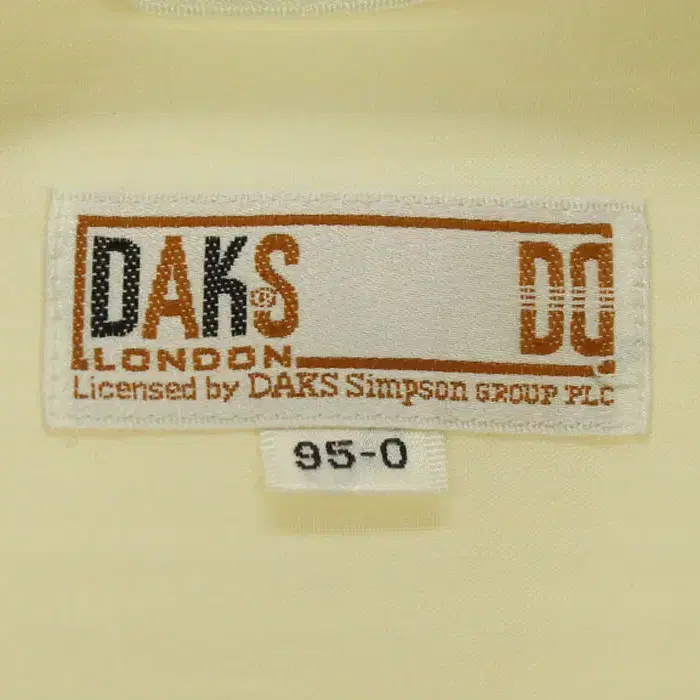 DAKS® DD
LONDON
Licensed by DAKS Simpson GROUP PLC
95-0